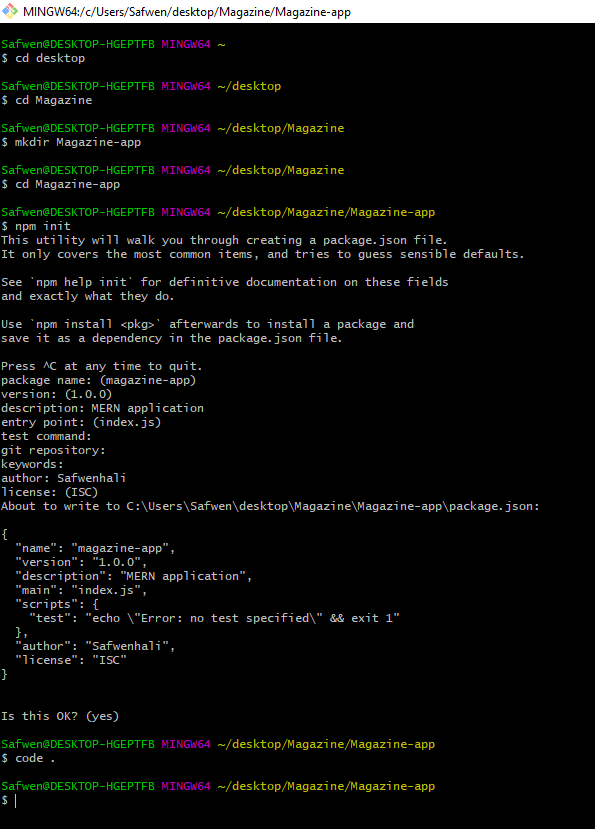 MINGW64:/c/Users/Safwen/desktop/Magazine/Magazine-app
Safwen@DESKTOP-HGEPTFB MINGW64 ~
$ cd desktop
Safwen@DESKTOP-HGEPTFB MINGW64 ~/desktop
$ cd Magazine
Safwen@DESKTOP-HGEPTFB MINGW64 ~/desktop/Magazine
$ mkdir Magazine-app
Safwen@DESKTOP-HGEPTFB MINGW64 ~/desktop/Magazine
$ cd Magazine-app
Safwen@DESKTOP-HGEPTFB MINGW64 ~/desktop/Magazine/Magazine-app
$ npm init
This utility will walk you through creating a package.json file.
It only covers the most common items, and tries to guess sensible defaults.
See `npm help init` for definitive documentation on these fields
and exactly what they do.
Use `npm install <pkg>` afterwards to install a package and
save it as a dependency in the package.json file.
Press ^C at any time to quit.
package name: (magazine-app)
version: (1.0.0)
description: MERN application
entry point: (index.js)
test command:
git repository:
keywords:
author: Safwenhali
license: (ISC)
About to write to C:\Users\Safwen\desktop\Magazine\Magazine-app\package.json:
{
  "name": "magazine-app",
  "version": "1.0.0",
  "description": "MERN application",
  "main": "index.js",
  "scripts": {
    "test": "echo \"Error: no test specified\" && exit 1"
  },
  "author": "Safwenhali",
  "license": "ISC"
}
Is this OK? (yes)
Safwen@DESKTOP-HGEPTFB MINGW64 ~/desktop/Magazine/Magazine-app
$ code .
Safwen@DESKTOP-HGEPTFB MINGW64 ~/desktop/Magazine/Magazine-app
$